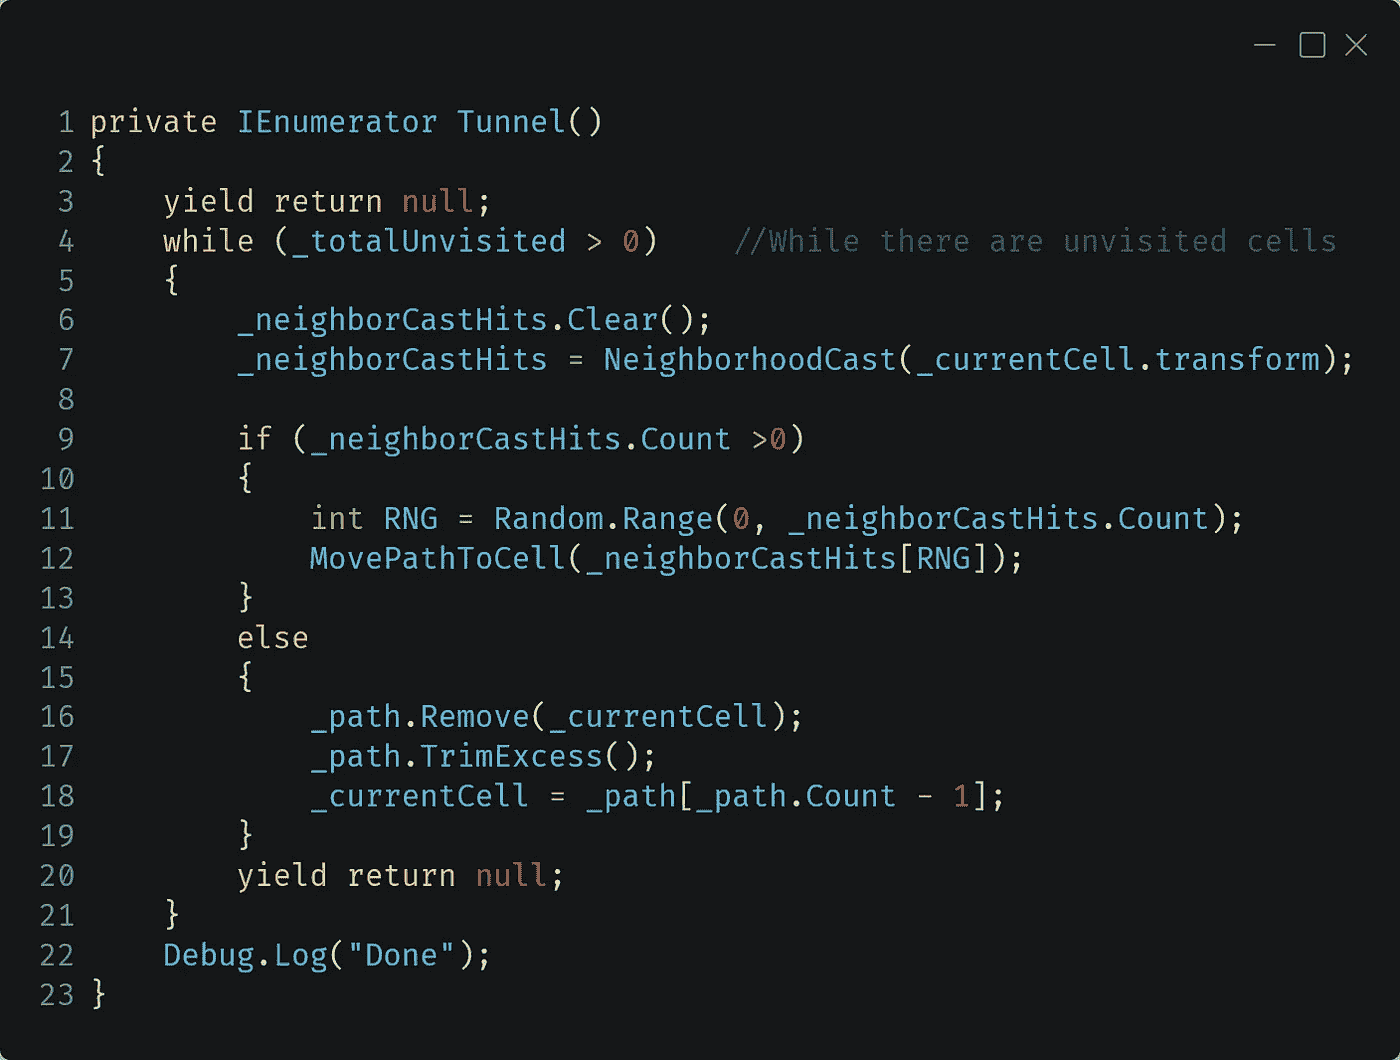 1 private IEnumerator Tunnel()
2 {
3     yield return null;
4     while (_totalUnvisited > 0)    //While there are unvisited cells
5     {
6         _neighborCastHits.Clear();
7         _neighborCastHits = NeighborhoodCast(_currentCell.transform);
8
9         if (_neighborCastHits.Count >0)
10         {
11             int RNG = Random.Range(0, _neighborCastHits.Count);
12             MovePathToCell(_neighborCastHits[RNG]);
13         }
14         else
15         {
16             _path.Remove(_currentCell);
17             _path.TrimExcess();
18             _currentCell = _path[_path.Count - 1];
19         }
20         yield return null;
21     }
22     Debug.Log("Done");
23 }